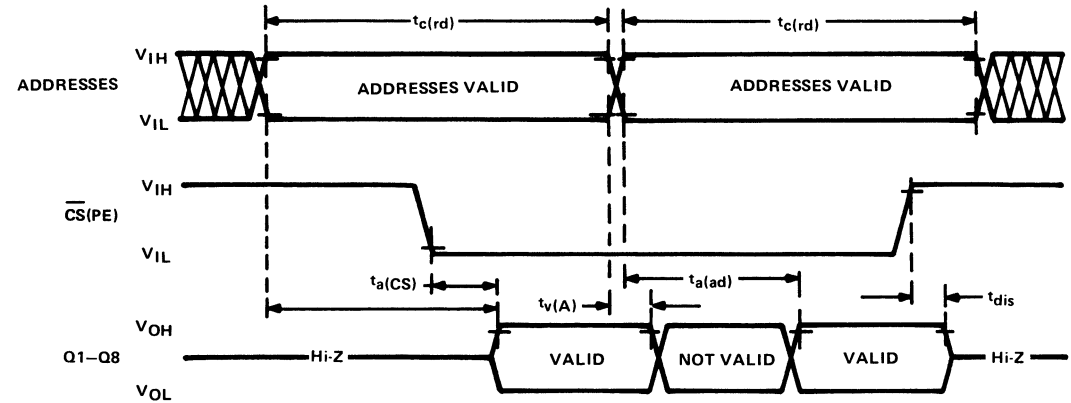 tc(rd) tc(rd)
VIH
ADDRESSES ADDRESSES VALID ADDRESSES VALID
VIL
VIH
CS(PE)
VIL
ta(CS) ta(ad)
tv(A) tdis
VOH
Q1–Q8 Hi-Z VALID NOT VALID VALID Hi-Z
VOL